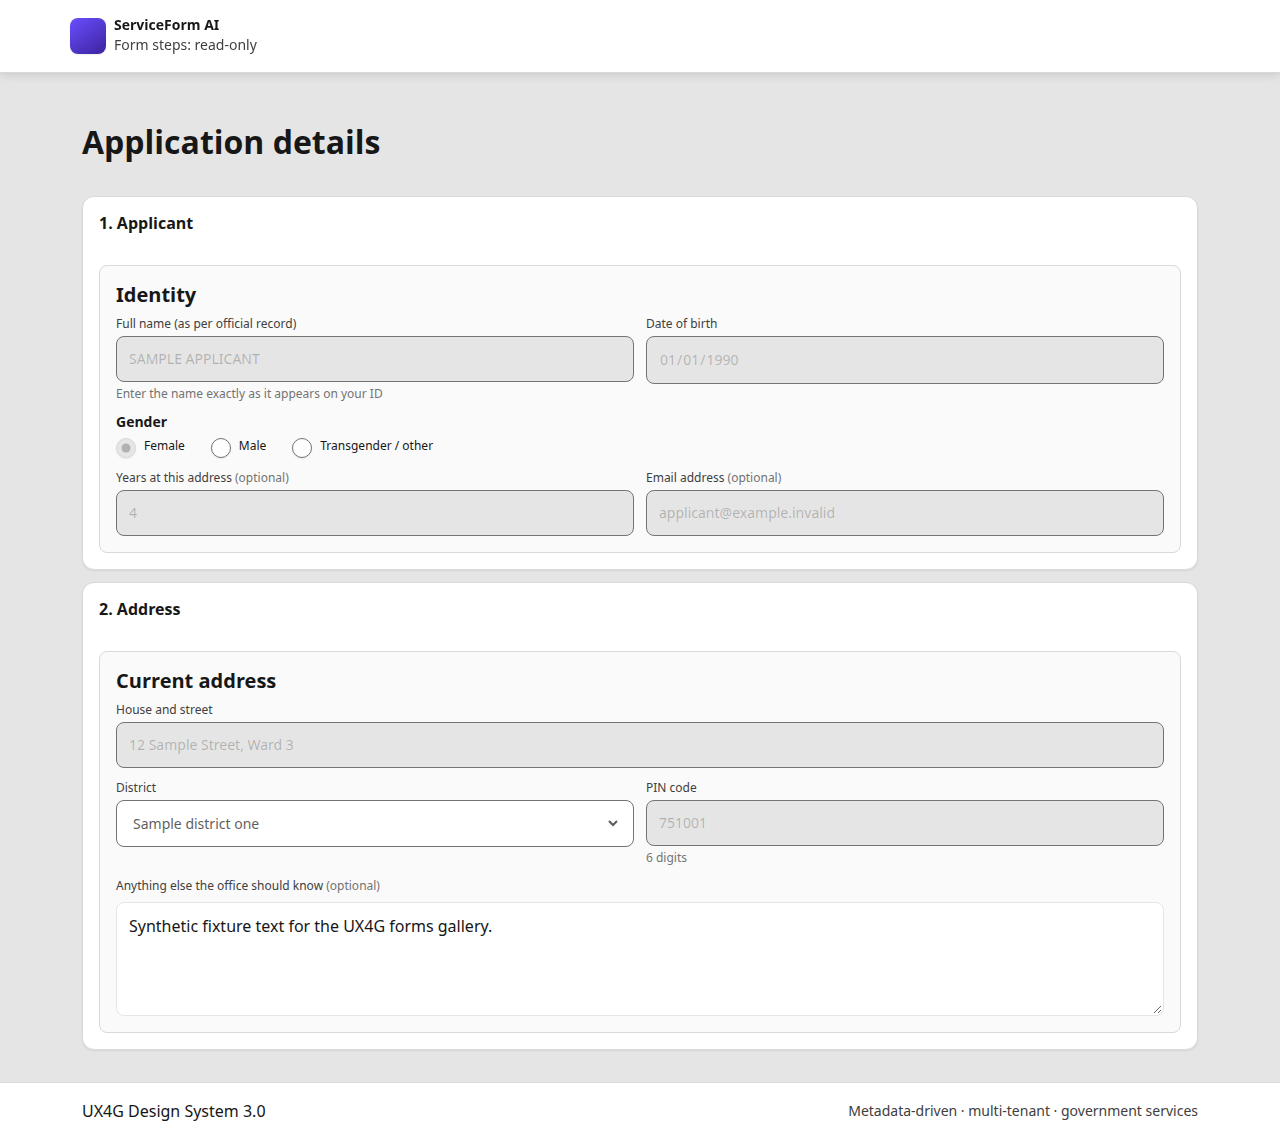 ServiceForm AI
Form steps: read-only
Application details
1. Applicant
Identity
Full name (as per official record)
Date of birth
SAMPLE APPLICANT
01/01/1990
Enter the name exactly as it appears on your ID
Gender
Female
Male
Transgender / other
Years at this address (optional)
Email address (optional)
4
applicant@example.invalid
2. Address
Current address
House and street
12 Sample Street, Ward 3
District
PIN code
Sample district one
751001
6 digits
Anything else the office should know (optional)
Synthetic fixture text for the UX4G forms gallery.
UX4G Design System 3.0
Metadata-driven · multi-tenant · government services